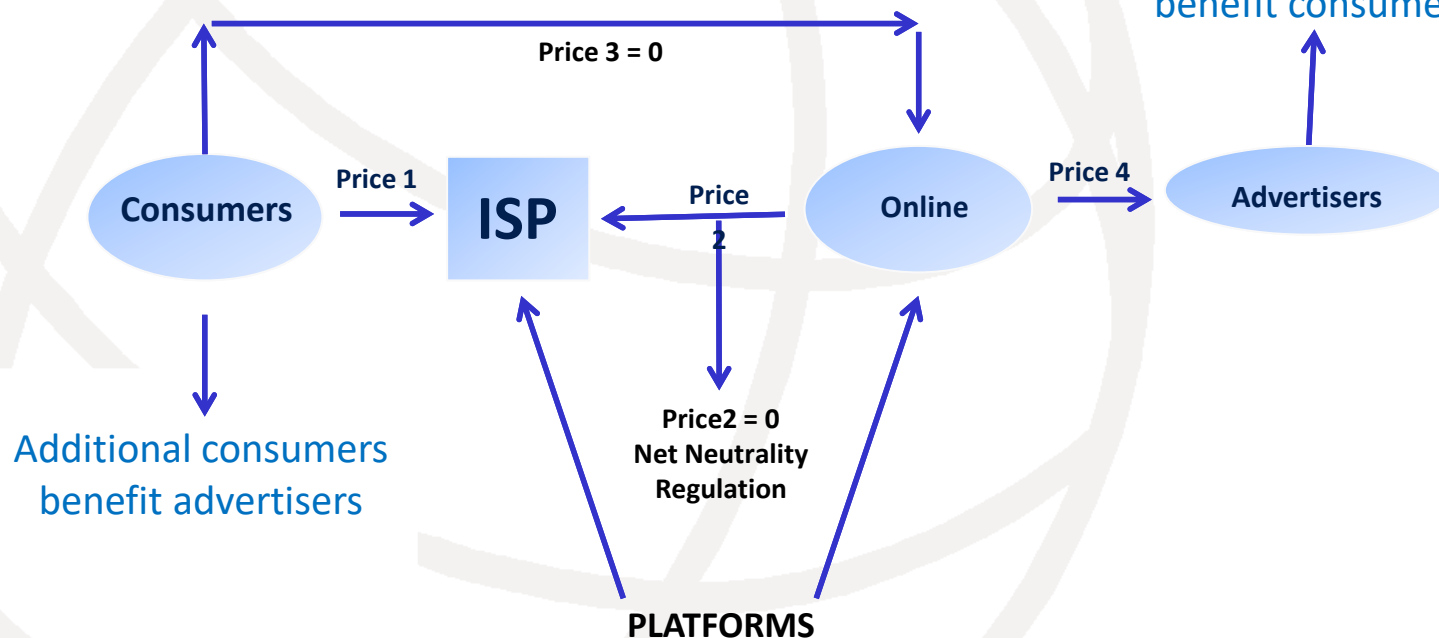 benefit consume
Price 3 = 0
Consumers
Price 1
ISP
Price
2
Online
Price 4
Advertisers
Additional consumers
benefit advertisers
Price2 = 0
Net Neutrality
Regulation
PLATFORMS